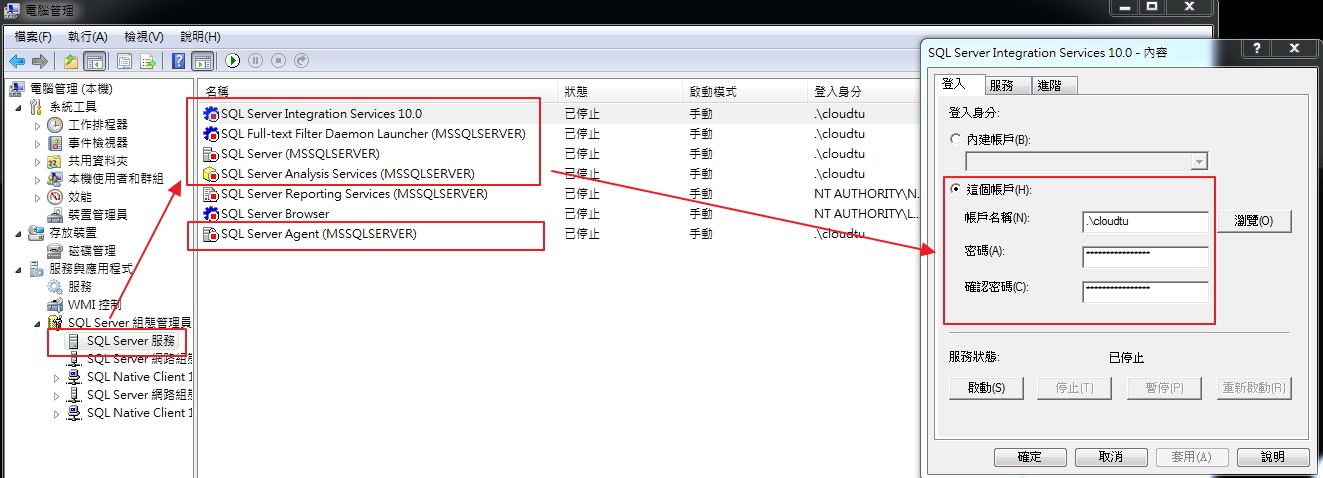 電腦管理
檔案(F) 執行(A) 檢視(V) 說明(H)
電腦管理 (本機)
系統工具
工作排程器
事件檢視器
共用資料夾
本機使用者和群組
效能
裝置管理員
存放裝置
磁碟管理
服務與應用程式
服務
WMI 控制
SQL Server 組態管理員
SQL Server 服務
SQL Server 網路組態
SQL Native Client 1
SQL Server 網路組態
SQL Native Client 1
名稱 狀態 啟動模式 登入身分
SQL Server Integration Services 10.0 已停止 手動 .\cloudtu
SQL Full-text Filter Daemon Launcher (MSSQLSERVER) 已停止 手動 .\cloudtu
SQL Server (MSSQLSERVER) 已停止 手動 .\cloudtu
SQL Server Analysis Services (MSSQLSERVER) 已停止 手動 .\cloudtu
SQL Server Reporting Services (MSSQLSERVER) 已停止 手動 NT AUTHORITY\N...
SQL Server Browser 已停止 手動 NT AUTHORITY\L...
SQL Server Agent (MSSQLSERVER) 已停止 手動 .\cloudtu
SQL Server Integration Services 10.0 - 內容
登入 服務 進階
登入身分:
內建帳戶(B):
這個帳戶(H):
帳戶名稱(N): .\cloudtu 瀏覽(O)
密碼(A): ****************
確認密碼(C): ****************
服務狀態: 已停止
啟動(S) 停止(T) 暫停(P) 重新啟動(R)
確定 取消 套用(A) 說明